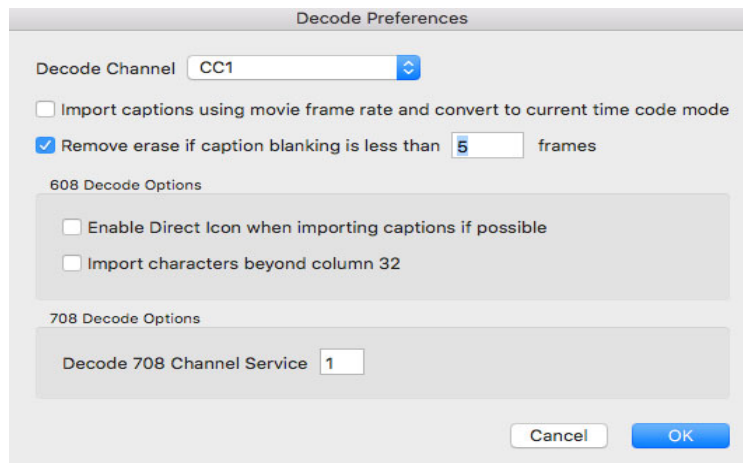 Decode Preferences
Decode Channel CC1
Import captions using movie frame rate and convert to current time code mode
Remove erase if caption blanking is less than 5 frames
608 Decode Options
Enable Direct Icon when importing captions if possible
Import characters beyond column 32
708 Decode Options
Decode 708 Channel Service 1
Cancel OK